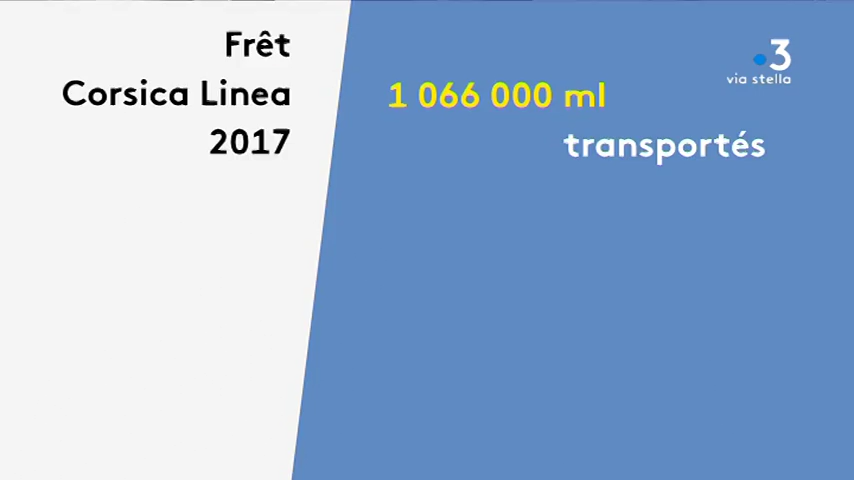 Frêt
Corsica Linea
2017
1 066 000 ml
transportés
3
via stella